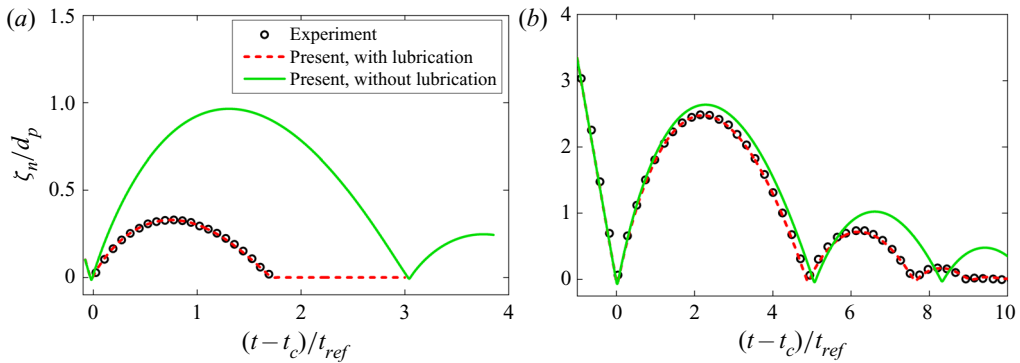 (a)
1.5
1.0
0.5
0
ζn/dp
0 1 2 3 4
(t – tc)/tref
Experiment
Present, with lubrication
Present, without lubrication
(b)
4
3
2
1
0
0 2 4 6 8 10
(t – tc)/tref